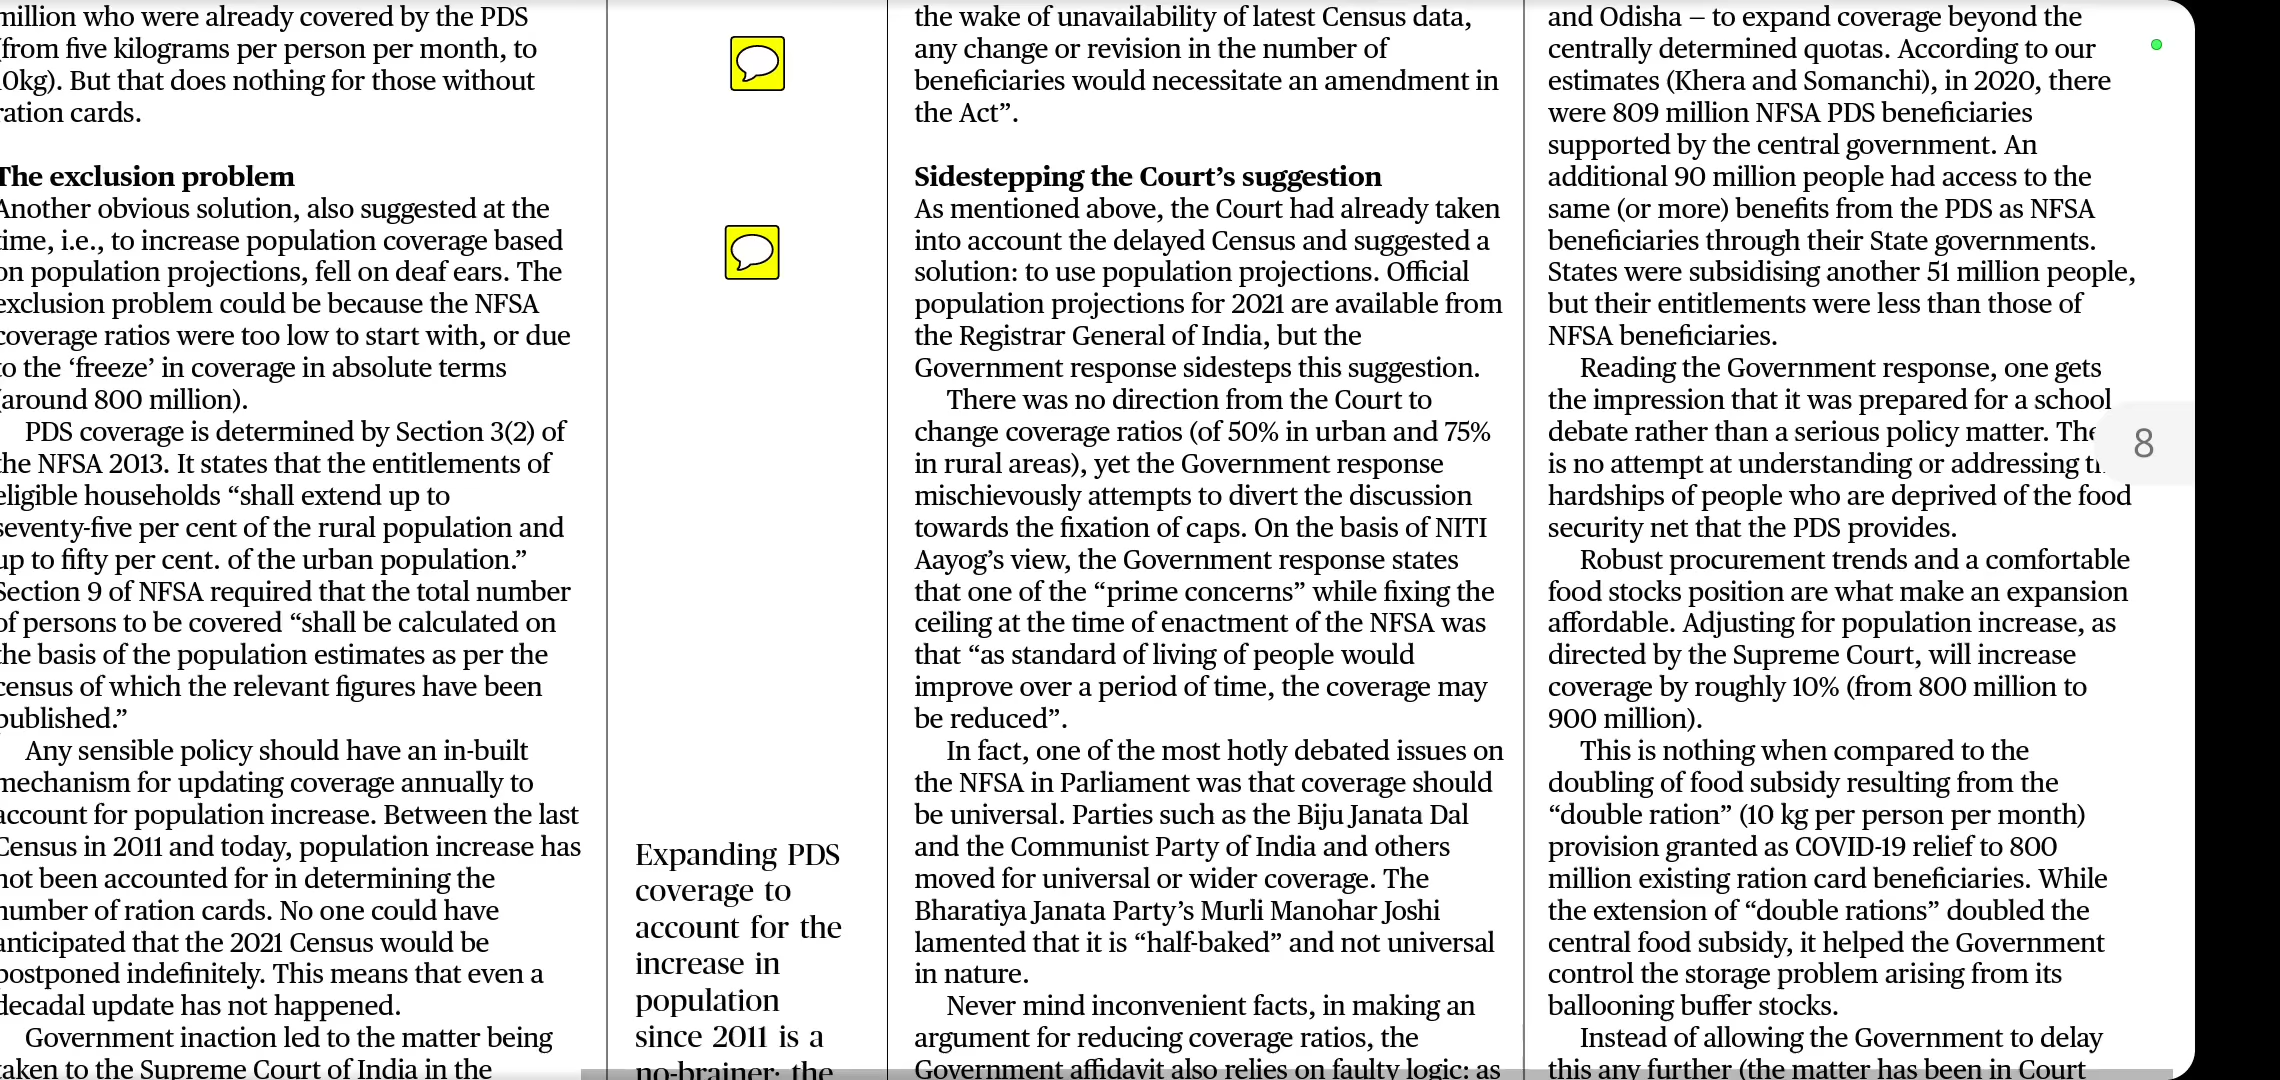 million who were already covered by the PDS
(from five kilograms per person per month, to
10kg). But that does nothing for those without
ration cards.
The exclusion problem
Another obvious solution, also suggested at the
time, i.e., to increase population coverage based
on population projections, fell on deaf ears. The
exclusion problem could be because the NFSA
coverage ratios were too low to start with, or due
to the ‘freeze’ in coverage in absolute terms
(around 800 million).
PDS coverage is determined by Section 3(2) of
the NFSA 2013. It states that the entitlements of
eligible households “shall extend up to
seventy-five per cent of the rural population and
up to fifty per cent. of the urban population.”
Section 9 of NFSA required that the total number
of persons to be covered “shall be calculated on
the basis of the population estimates as per the
census of which the relevant figures have been
published.”
Any sensible policy should have an in-built
mechanism for updating coverage annually to
account for population increase. Between the last
Census in 2011 and today, population increase has
not been accounted for in determining the
number of ration cards. No one could have
anticipated that the 2021 Census would be
postponed indefinitely. This means that even a
decadal update has not happened.
Government inaction led to the matter being
taken to the Supreme Court of India in the
Expanding PDS
coverage to
account for the
increase in
population
since 2011 is a
no-brainer; the
the wake of unavailability of latest Census data,
any change or revision in the number of
beneficiaries would necessitate an amendment in
the Act”.
Sidestepping the Court’s suggestion
As mentioned above, the Court had already taken
into account the delayed Census and suggested a
solution: to use population projections. Official
population projections for 2021 are available from
the Registrar General of India, but the
Government response sidesteps this suggestion.
There was no direction from the Court to
change coverage ratios (of 50% in urban and 75%
in rural areas), yet the Government response
mischievously attempts to divert the discussion
towards the fixation of caps. On the basis of NITI
Aayog’s view, the Government response states
that one of the “prime concerns” while fixing the
ceiling at the time of enactment of the NFSA was
that “as standard of living of people would
improve over a period of time, the coverage may
be reduced”.
In fact, one of the most hotly debated issues on
the NFSA in Parliament was that coverage should
be universal. Parties such as the Biju Janata Dal
and the Communist Party of India and others
moved for universal or wider coverage. The
Bharatiya Janata Party’s Murli Manohar Joshi
lamented that it is “half-baked” and not universal
in nature.
Never mind inconvenient facts, in making an
argument for reducing coverage ratios, the
Government affidavit also relies on faulty logic: as
and Odisha — to expand coverage beyond the
centrally determined quotas. According to our
estimates (Khera and Somanchi), in 2020, there
were 809 million NFSA PDS beneficiaries
supported by the central government. An
additional 90 million people had access to the
same (or more) benefits from the PDS as NFSA
beneficiaries through their State governments.
States were subsidising another 51 million people,
but their entitlements were less than those of
NFSA beneficiaries.
Reading the Government response, one gets
the impression that it was prepared for a school
debate rather than a serious policy matter.
is no attempt at understanding or addressing
hardships of people who are deprived of the food
security net that the PDS provides.
Robust procurement trends and a comfortable
food stocks position are what make an expansion
affordable. Adjusting for population increase, as
directed by the Supreme Court, will increase
coverage by roughly 10% (from 800 million to
900 million).
This is nothing when compared to the
doubling of food subsidy resulting from the
“double ration” (10 kg per person per month)
provision granted as COVID-19 relief to 800
million existing ration card beneficiaries. While
the extension of “double rations” doubled the
central food subsidy, it helped the Government
control the storage problem arising from its
ballooning buffer stocks.
Instead of allowing the Government to delay
this any further (the matter has been in Court
8